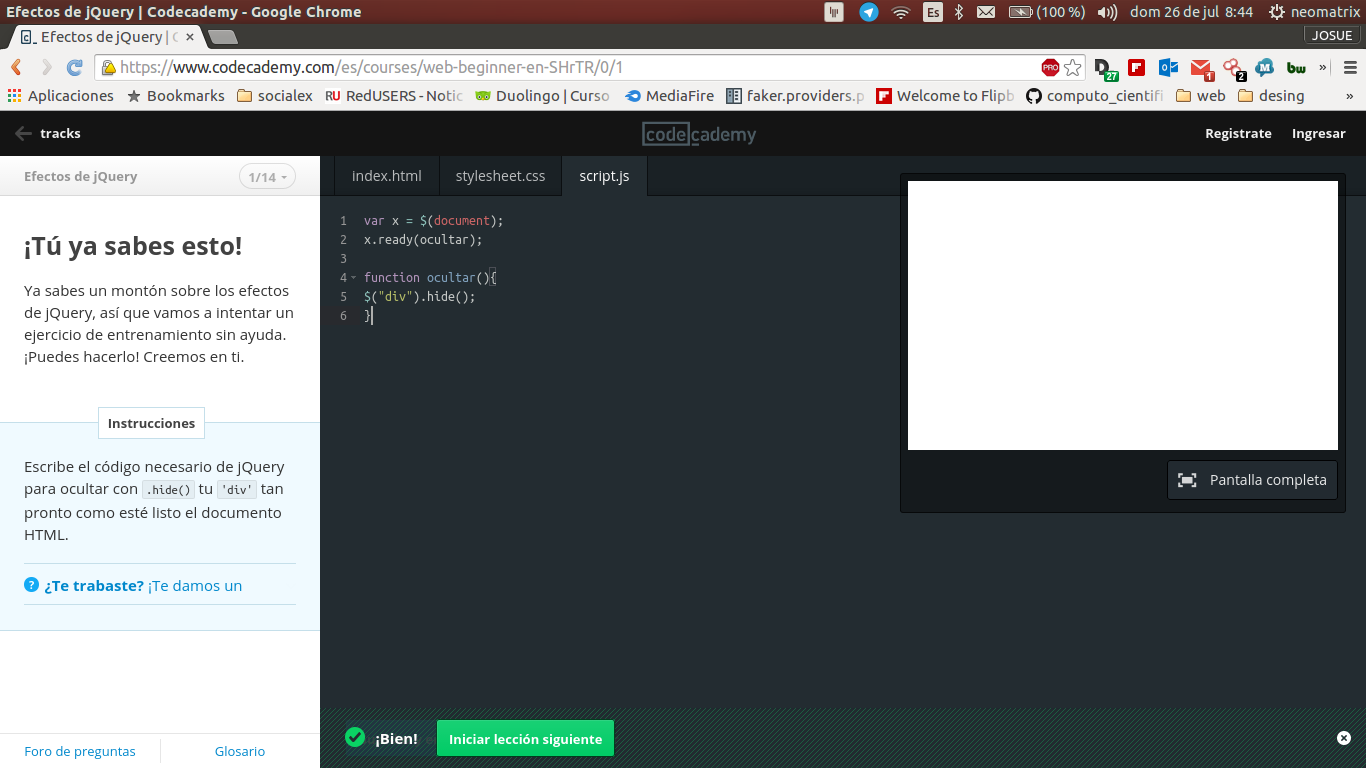 Efectos de jQuery | Codecademy - Google Chrome
Es (100 %) dom 26 de jul 8:44 neomatrix
Efectos de jQuery | C
JOSUE
https://www.codecademy.com/es/courses/web-beginner-en-SHrTR/0/1
PRO 27 1 2 bw »
Aplicaciones Bookmarks socialex RU RedUSERS - Notic Duolingo | Curso MediaFire faker.providers.p Welcome to Flipb computo_cientifi web desing »
tracks
codecademy
Registrate Ingresar
Efectos de jQuery 1/14
index.html stylesheet.css script.js
¡Tú ya sabes esto!
Ya sabes un montón sobre los efectos
de jQuery, así que vamos a intentar un
ejercicio de entrenamiento sin ayuda.
¡Puedes hacerlo! Creemos en ti.
Instrucciones
Escribe el código necesario de jQuery
para ocultar con .hide() tu 'div' tan
pronto como esté listo el documento
HTML.
¿Te trabaste? ¡Te damos un
Foro de preguntas Glosario
1 var x = $(document);
2 x.ready(ocultar);
3
4 function ocultar(){
5 $("div").hide();
6 }
Pantalla completa
¡Bien! Iniciar lección siguiente